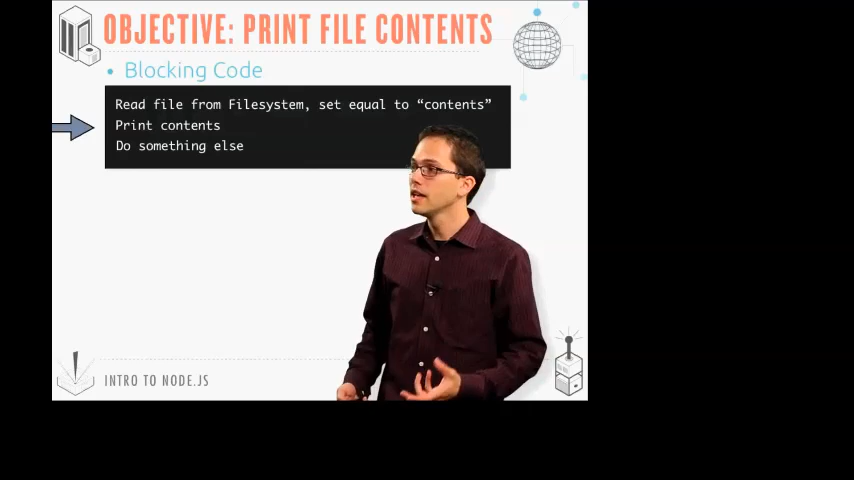 OBJECTIVE: PRINT FILE CONTENTS
• Blocking Code
Read file from Filesystem, set equal to “contents”
Print contents
Do something else
INTRO TO NODE.JS